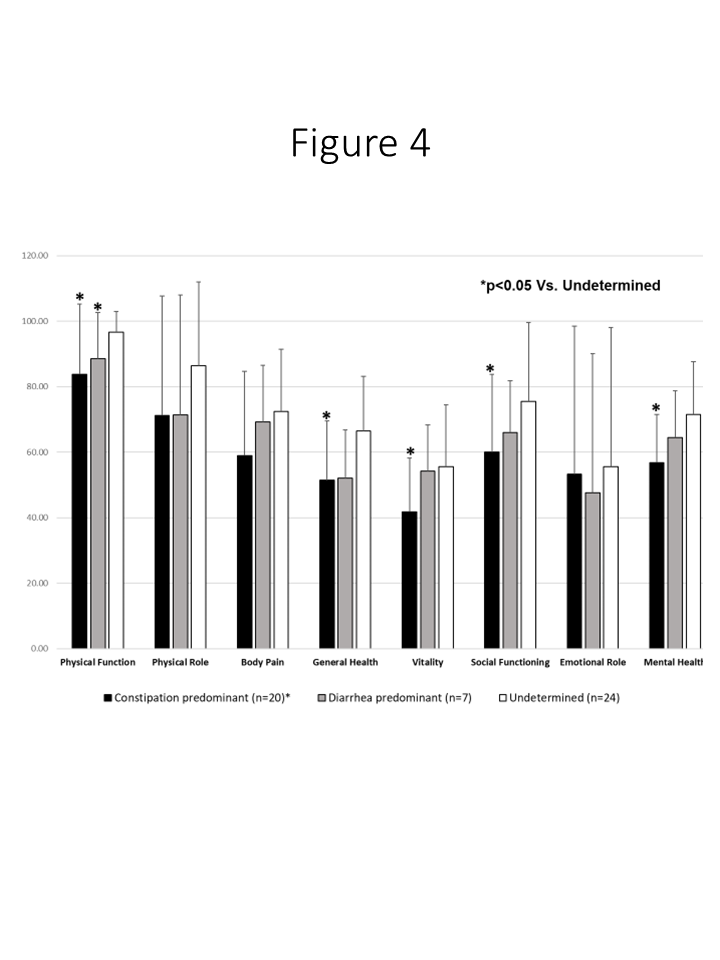 Figure 4
120.00
*p<0.05 Vs. Undetermined
100.00
80.00
60.00
40.00
20.00
0.00
* * * * * *
Physical Function Physical Role Body Pain General Health Vitality Social Functioning Emotional Role Mental Health
Constipation predominant (n=20)* Diarrhea predominant (n=7) Undetermined (n=24)